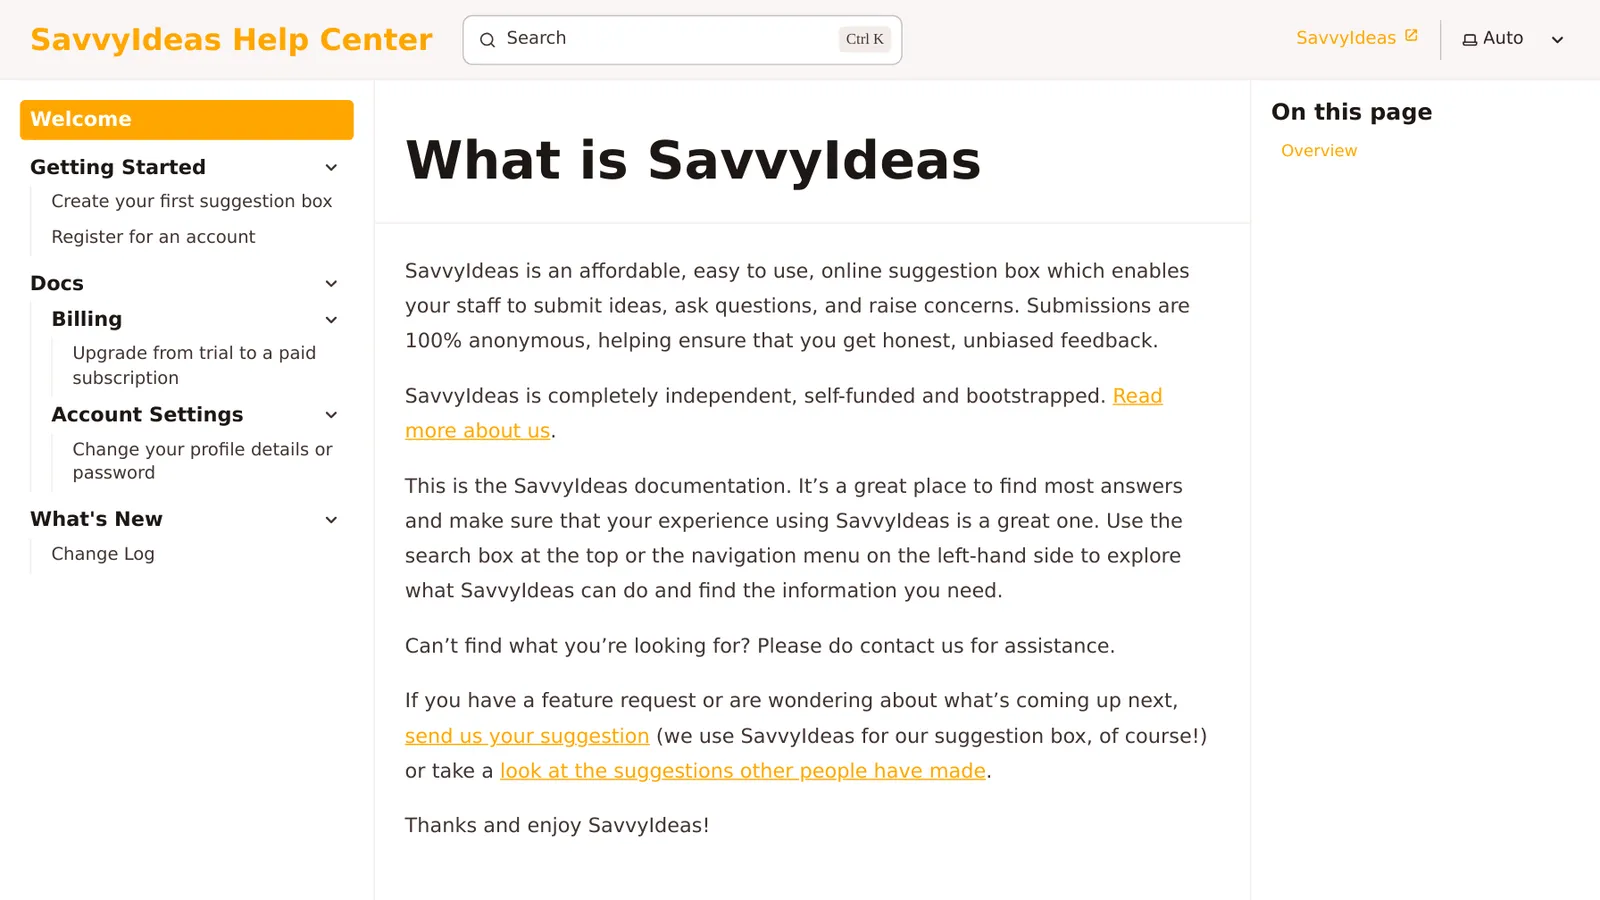 SavvyIdeas Help Center
Search
Ctrl K
SavvyIdeas
Auto
Welcome
Getting Started
Create your first suggestion box
Register for an account
Docs
Billing
Upgrade from trial to a paid
subscription
Account Settings
Change your profile details or
password
What's New
Change Log
What is SavvyIdeas
SavvyIdeas is an affordable, easy to use, online suggestion box which enables
your staff to submit ideas, ask questions, and raise concerns. Submissions are
100% anonymous, helping ensure that you get honest, unbiased feedback.
SavvyIdeas is completely independent, self-funded and bootstrapped. Read
more about us.
This is the SavvyIdeas documentation. It’s a great place to find most answers
and make sure that your experience using SavvyIdeas is a great one. Use the
search box at the top or the navigation menu on the left-hand side to explore
what SavvyIdeas can do and find the information you need.
Can’t find what you’re looking for? Please do contact us for assistance.
If you have a feature request or are wondering about what’s coming up next,
send us your suggestion (we use SavvyIdeas for our suggestion box, of course!)
or take a look at the suggestions other people have made.
Thanks and enjoy SavvyIdeas!
On this page
Overview